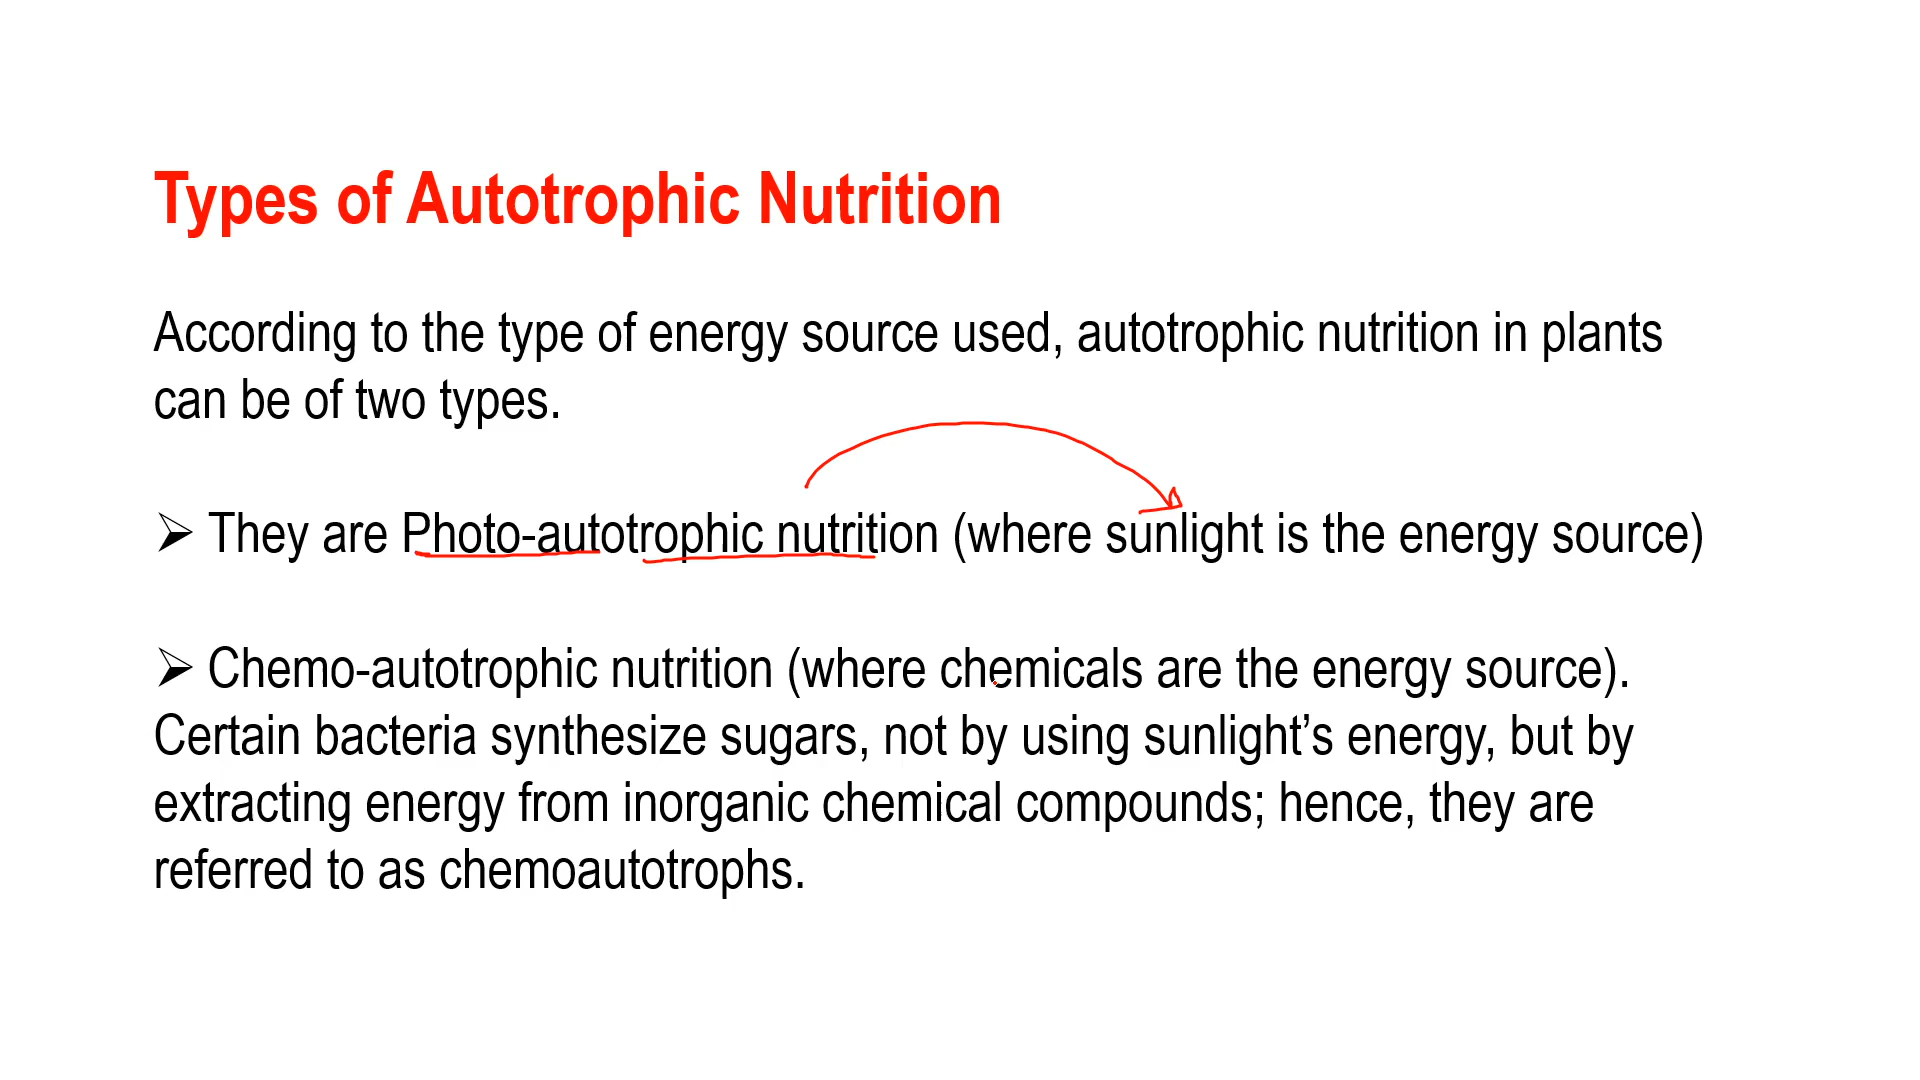 Types of Autotrophic Nutrition
According to the type of energy source used, autotrophic nutrition in plants
can be of two types.
➢ They are Photo-autotrophic nutrition (where sunlight is the energy source)
➢ Chemo-autotrophic nutrition (where chemicals are the energy source).
Certain bacteria synthesize sugars, not by using sunlight’s energy, but by
extracting energy from inorganic chemical compounds; hence, they are
referred to as chemoautotrophs.